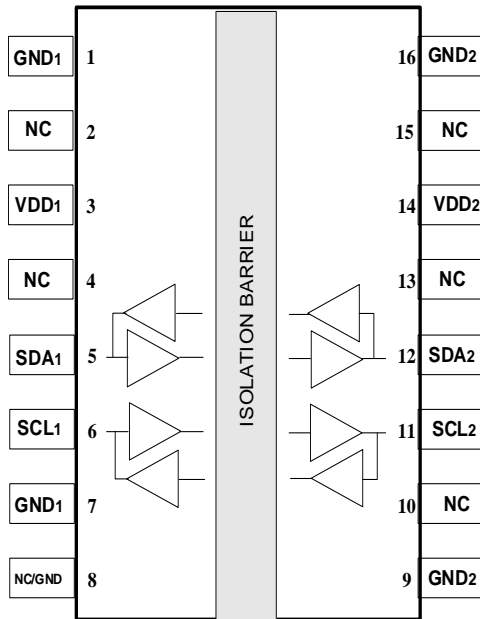 GND1 1 16 GND2
NC 2 15 NC
VDD1 3 14 VDD2
NC 4 13 NC
SDA1 5 12 SDA2
SCL1 6 11 SCL2
GND1 7 10 NC
NC/GND 8 9 GND2
ISOLATION BARRIER